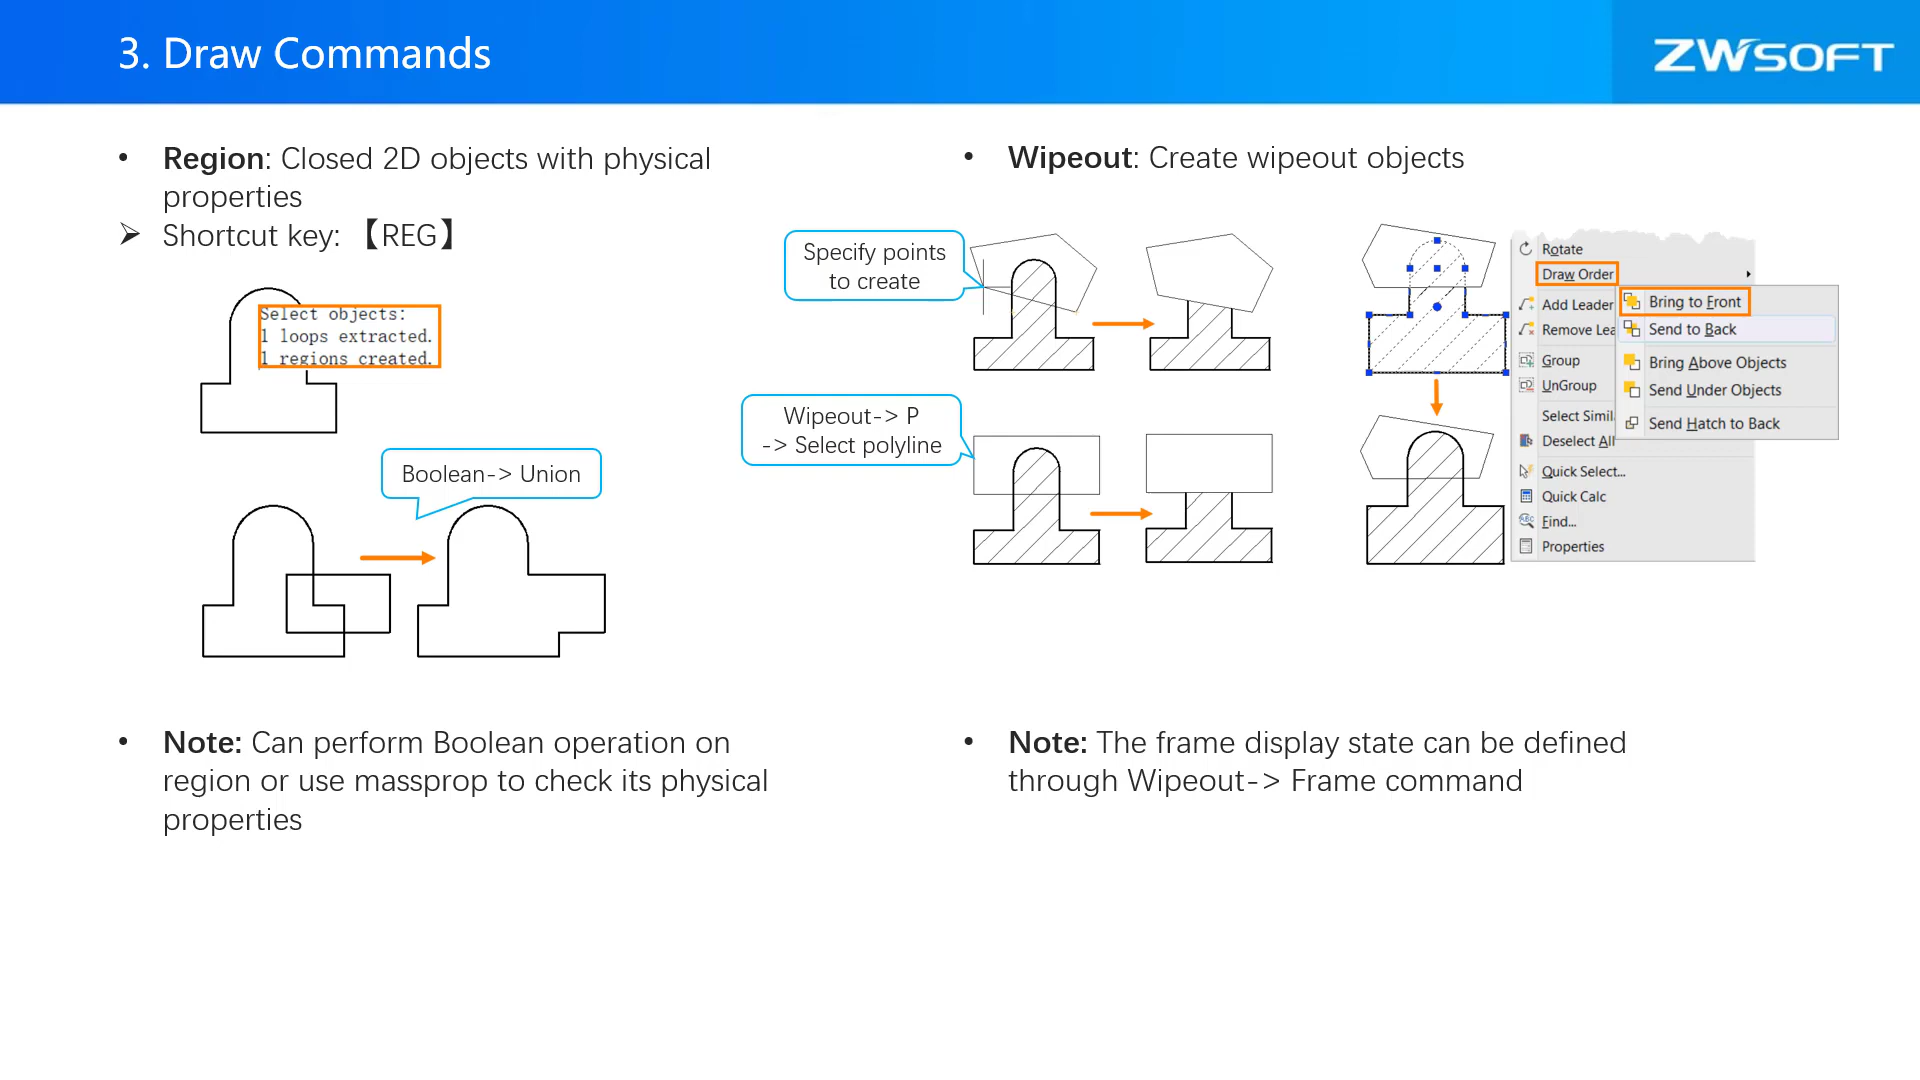 3. Draw Commands
ZWSOFT
• Region: Closed 2D objects with physical
properties
➢ Shortcut key: 【REG】
Select objects:
1 loops extracted.
1 regions created.
Boolean-> Union
• Note: Can perform Boolean operation on
region or use massprop to check its physical
properties
• Wipeout: Create wipeout objects
Specify points
to create
Wipeout-> P
-> Select polyline
Rotate
Draw Order
Add Leader
Remove Lea
Group
UnGroup
Select Simil
Deselect All
Quick Select...
Quick Calc
Find...
Properties
Bring to Front
Send to Back
Bring Above Objects
Send Under Objects
Send Hatch to Back
• Note: The frame display state can be defined
through Wipeout-> Frame command